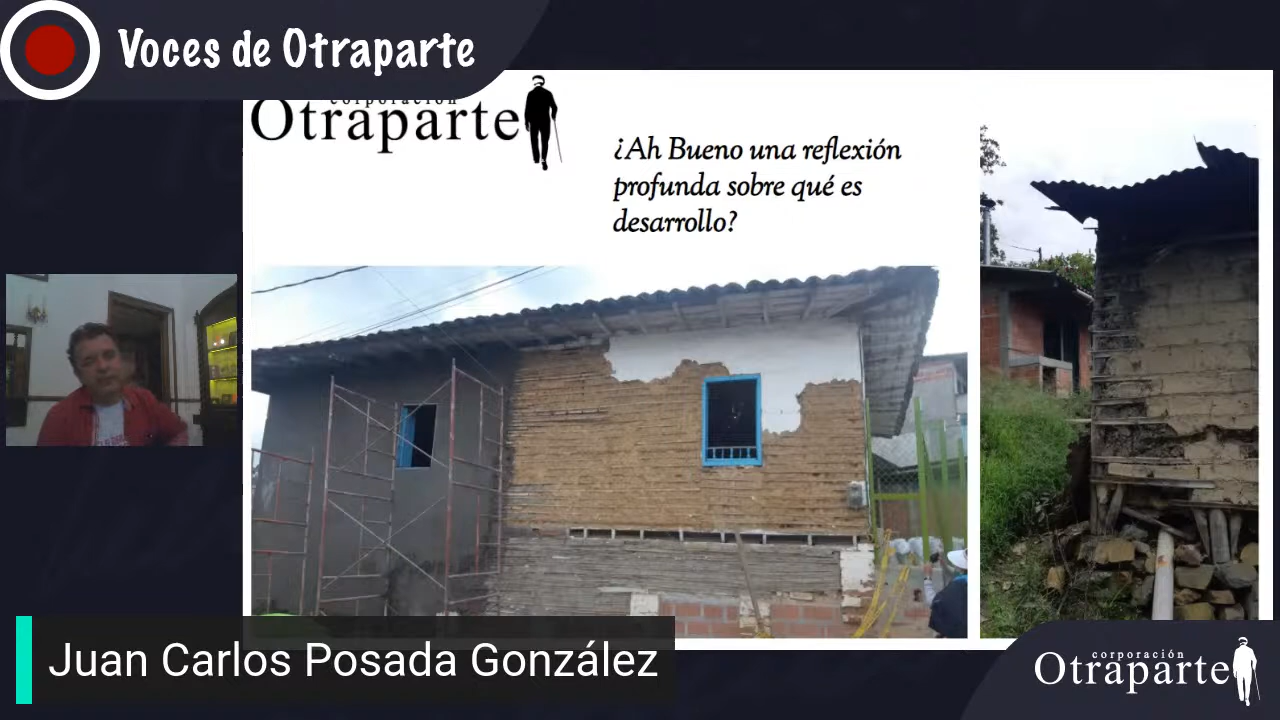 Voces de Otraparte
corporación
Otraparte
¿Ah Bueno una reflexión
profunda sobre qué es
desarrollo?
Juan Carlos Posada González
corporación
Otraparte